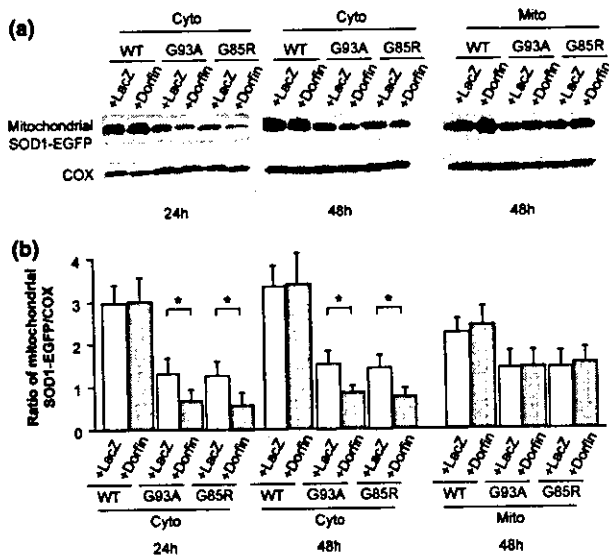 (a)
Cyto Cyto Mito
WT G93A G85R WT G93A G85R WT G93A G85R
+LacZ +Dorfin +LacZ +Dorfin +LacZ +Dorfin +LacZ +Dorfin +LacZ +Dorfin +LacZ +Dorfin +LacZ +Dorfin +LacZ +Dorfin +LacZ +Dorfin
Mitochondrial
SOD1-EGFP
COX
24h 48h 48h
(b)
Ratio of mitochondrial
SOD1-EGFP/COX
4
3
2
1
0
* * * *
+LacZ +Dorfin +LacZ +Dorfin +LacZ +Dorfin +LacZ +Dorfin +LacZ +Dorfin +LacZ +Dorfin +LacZ +Dorfin +LacZ +Dorfin +LacZ +Dorfin
WT G93A G85R WT G93A G85R WT G93A G85R
Cyto Cyto Mito
24h 48h 48h